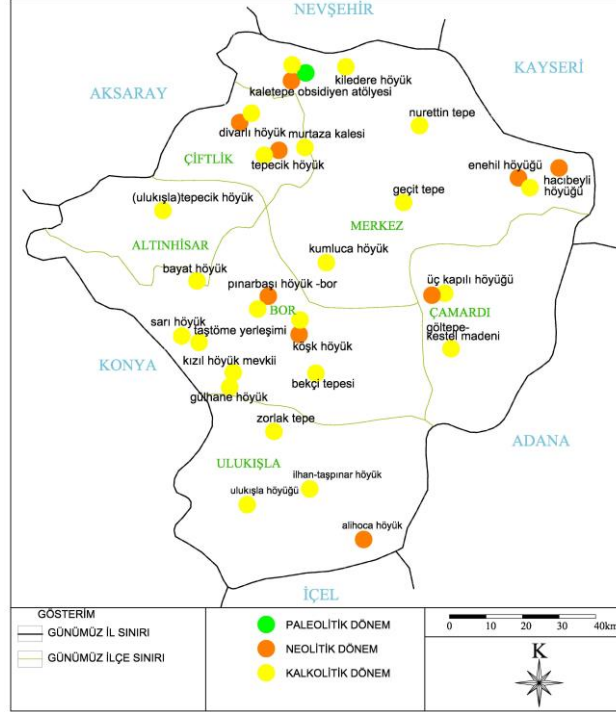 NEVŞEHİR
KAYSERİ
AKSARAY
kiledere höyük
kaletepe obsidiyen atölyesi
nurettin tepe
divarlı höyük
murtaza kalesi
ÇİFTLİK
tepecik höyük
enehil höyüğü
hacıbeyli
höyüğü
(ulukışla)tepecik höyük
geçit tepe
MERKEZ
ALTINHİSAR
kumluca höyük
bayat höyük
pınarbaşı höyük -bor
üç kapılı höyüğü
BOR
ÇAMARDI
göltepe-
kestel madeni
sarı höyük
taştöme yerleşimi
köşk höyük
KONYA
kızıl höyük mevkii
bekçi tepesi
gülhane höyük
zorlak tepe
ADANA
ULUKIŞLA
ilhan-taşpınar höyük
ulukışla höyüğü
alihoca höyük
İÇEL
GÖSTERİM
GÜNÜMÜZ İL SINIRI
GÜNÜMÜZ İLÇE SINIRI
PALEOLİTİK DÖNEM
NEOLİTİK DÖNEM
KALKOLİTİK DÖNEM
0 10 20 30 40km
K